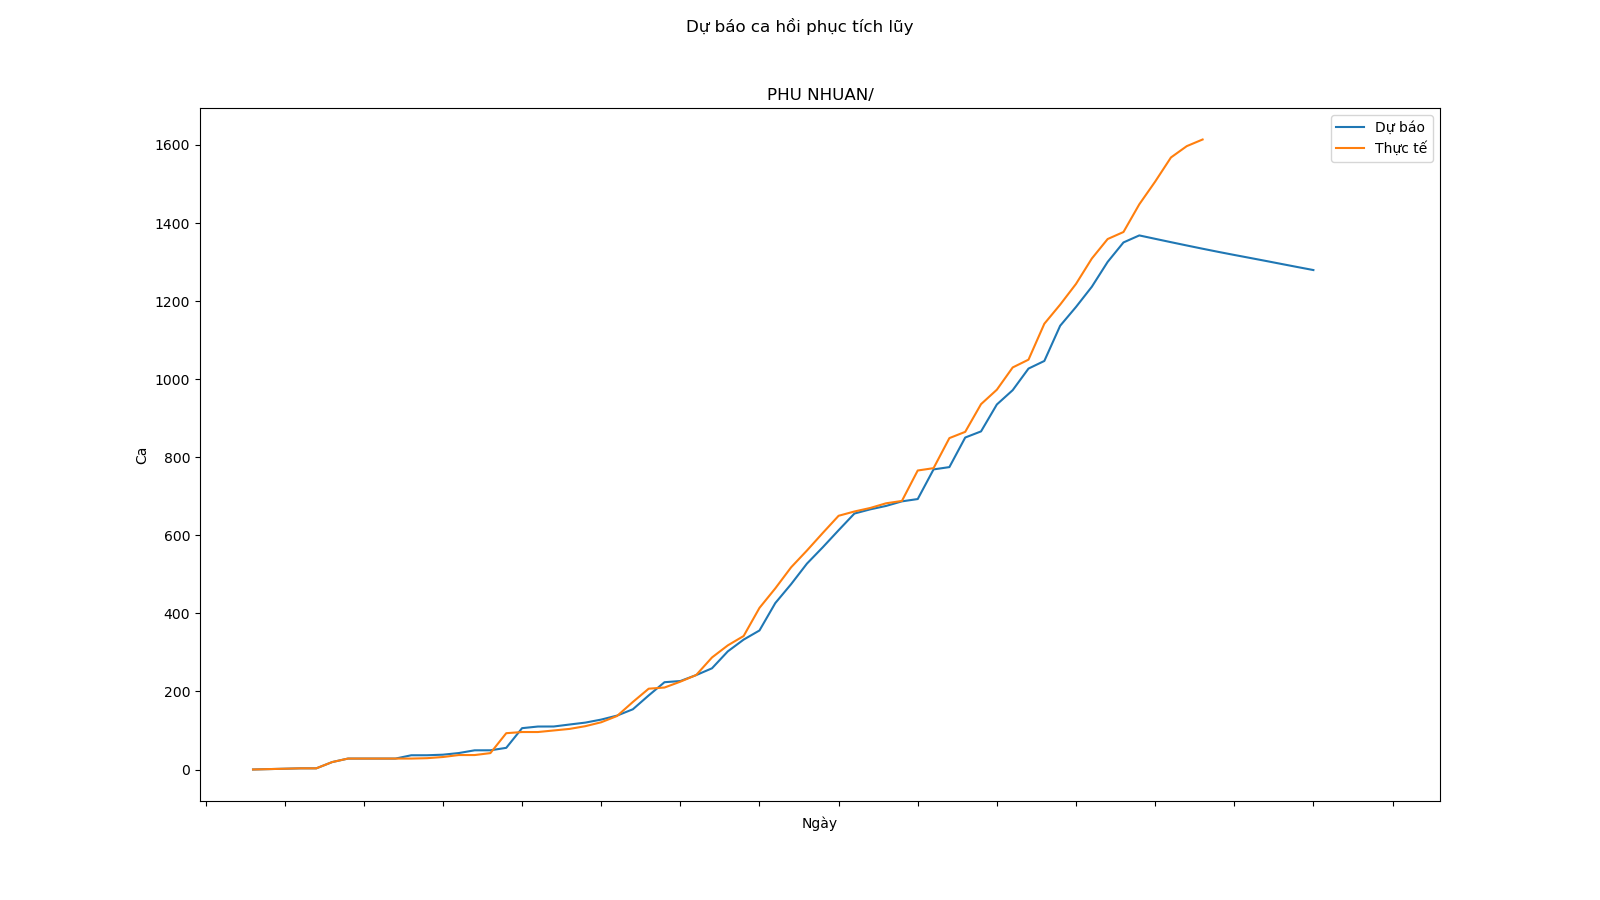 Dự báo ca hồi phục tích lũy
PHU NHUAN/
Dự báo
Thực tế
1600
1400
1200
1000
800
600
400
200
0
Ca
Ngày